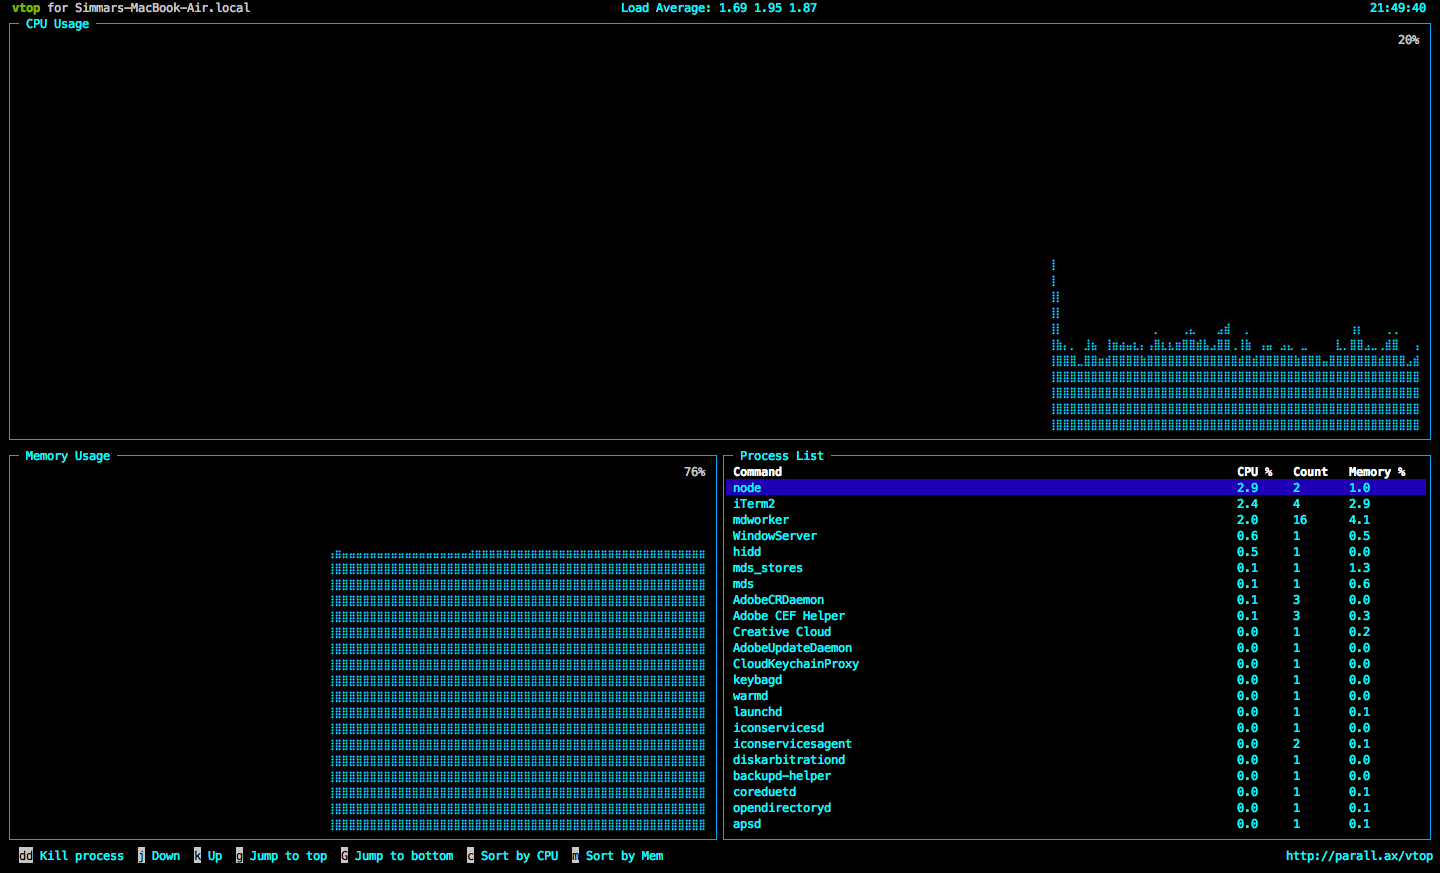 vtop for Simmars-MacBook-Air.local Load Average: 1.69 1.95 1.87 21:49:40
CPU Usage
20%
Memory Usage
76%
Process List
Command CPU % Count Memory %
node 2.9 2 1.0
iTerm2 2.4 4 2.9
mdworker 2.0 16 4.1
WindowServer 0.6 1 0.5
hidd 0.5 1 0.0
mds_stores 0.1 1 1.3
mds 0.1 1 0.6
AdobeCRDaemon 0.1 3 0.0
Adobe CEF Helper 0.1 3 0.3
Creative Cloud 0.0 1 0.2
AdobeUpdateDaemon 0.0 1 0.0
CloudKeychainProxy 0.0 1 0.0
keybagd 0.0 1 0.0
warmd 0.0 1 0.0
launchd 0.0 1 0.1
iconservicesd 0.0 1 0.0
iconservicesagent 0.0 2 0.1
diskarbitrationd 0.0 1 0.0
backupd-helper 0.0 1 0.0
coreduetd 0.0 1 0.1
opendirectoryd 0.0 1 0.1
apsd 0.0 1 0.1
dd Kill process j Down k Up g Jump to top G Jump to bottom c Sort by CPU m Sort by Mem http://parall.ax/vtop